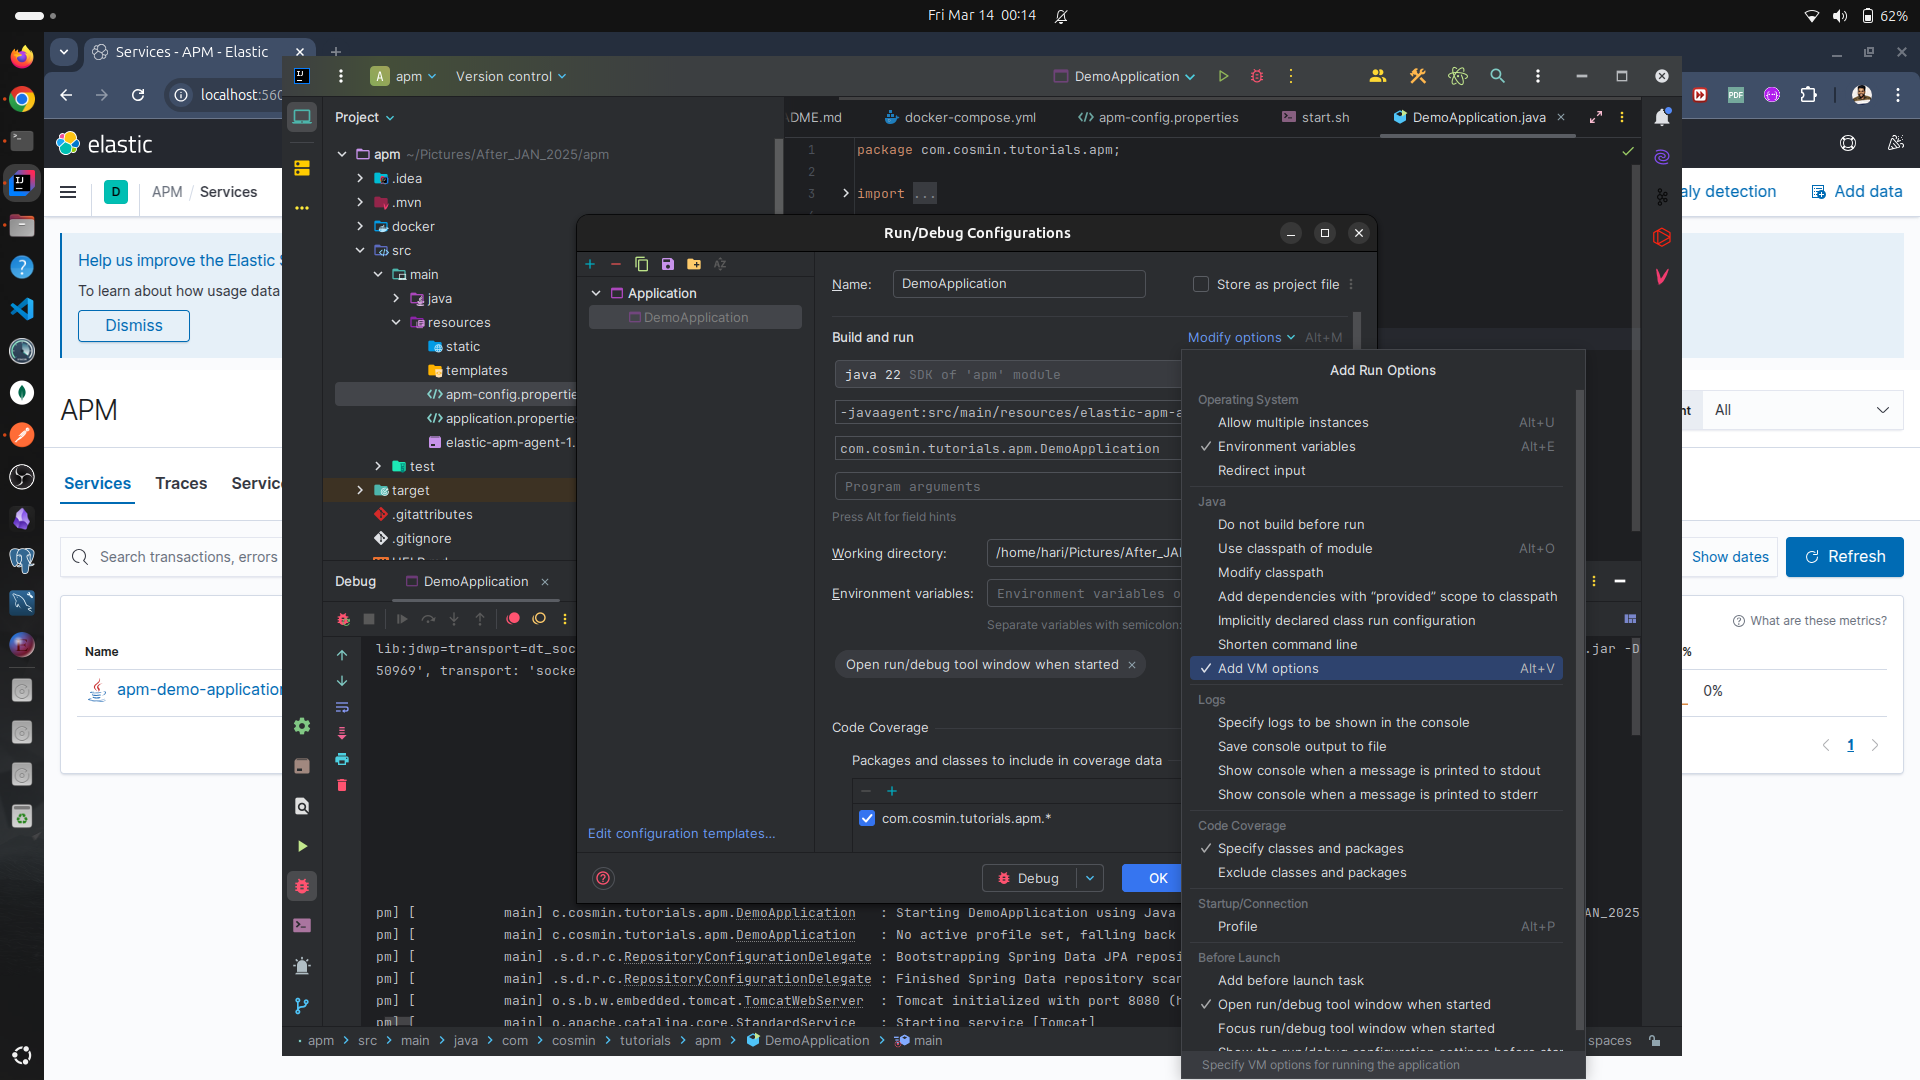 Fri Mar 14 00:14
62%
Services - APM - Elastic
A apm
Version control
DemoApplication
localhost:560
PDF
elastic
Project
DME.md
docker-compose.yml
apm-config.properties
start.sh
DemoApplication.java
D
APM / Services
aly detection
Add data
apm ~/Pictures/After_JAN_2025/apm
.idea
.mvn
docker
src
main
java
resources
static
templates
apm-config.propertie
application.propertie
elastic-apm-agent-1.
test
target
.gitattributes
.gitignore
1 package com.cosmin.tutorials.apm;
2
3 import ...
Help us improve the Elastic S
To learn about how usage data
Dismiss
APM
nt All
Services
Traces
Servic
Search transactions, errors
Show dates
Refresh
What are these metrics?
Name
%
apm-demo-application
0%
1
Run/Debug Configurations
Application
DemoApplication
Edit configuration templates...
Name:
DemoApplication
Store as project file
Build and run
Modify options
Alt+M
java 22 SDK of 'apm' module
-javaagent:src/main/resources/elastic-apm-a
com.cosmin.tutorials.apm.DemoApplication
Program arguments
Press Alt for field hints
Working directory:
/home/hari/Pictures/After_JA
Environment variables:
Environment variables o
Separate variables with semicolon:
Open run/debug tool window when started
Code Coverage
Packages and classes to include in coverage data
com.cosmin.tutorials.apm.*
Debug
OK
Add Run Options
Operating System
Allow multiple instances Alt+U
Environment variables Alt+E
Redirect input
Java
Do not build before run
Use classpath of module Alt+O
Modify classpath
Add dependencies with “provided” scope to classpath
Implicitly declared class run configuration
Shorten command line
Add VM options Alt+V
Logs
Specify logs to be shown in the console
Save console output to file
Show console when a message is printed to stdout
Show console when a message is printed to stderr
Code Coverage
Specify classes and packages
Exclude classes and packages
Startup/Connection
Profile Alt+P
Before Launch
Add before launch task
Open run/debug tool window when started
Focus run/debug tool window when started
Specify VM options for running the application
Debug
DemoApplication
lib:jdwp=transport=dt_soc
.jar -D
50969', transport: 'socke
pm] [ main] c.cosmin.tutorials.apm.DemoApplication : Starting DemoApplication using Java
AN_2025
pm] [ main] c.cosmin.tutorials.apm.DemoApplication : No active profile set, falling back
pm] [ main] .s.d.r.c.RepositoryConfigurationDelegate : Bootstrapping Spring Data JPA reposi
pm] [ main] .s.d.r.c.RepositoryConfigurationDelegate : Finished Spring Data repository scan
pm] [ main] o.s.b.w.embedded.tomcat.TomcatWebServer : Tomcat initialized with port 8080 (h
pm] [ main] o.apache.catalina.core.StandardService : Starting service [Tomcat]
apm > src > main > java > com > cosmin > tutorials > apm > DemoApplication > main
spaces